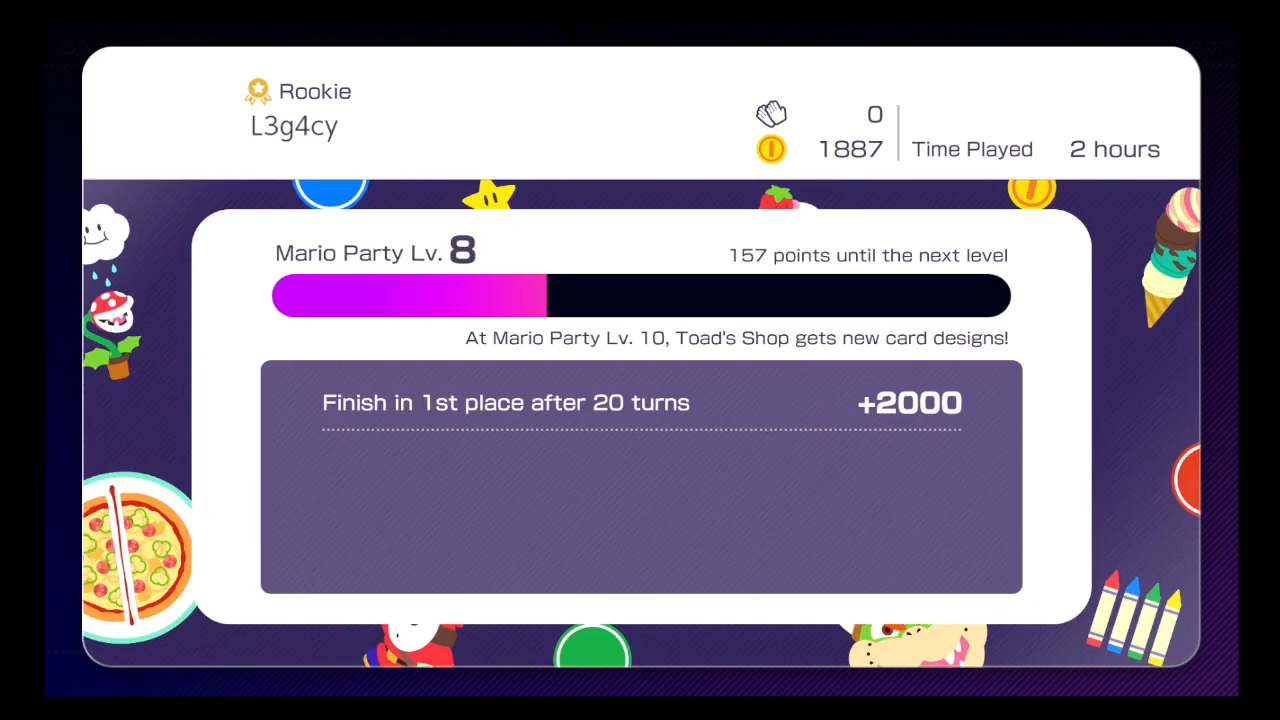 Rookie
L3g4cy
0
1887
Time Played 2 hours
Mario Party Lv. 8
157 points until the next level
At Mario Party Lv. 10, Toad's Shop gets new card designs!
Finish in 1st place after 20 turns +2000